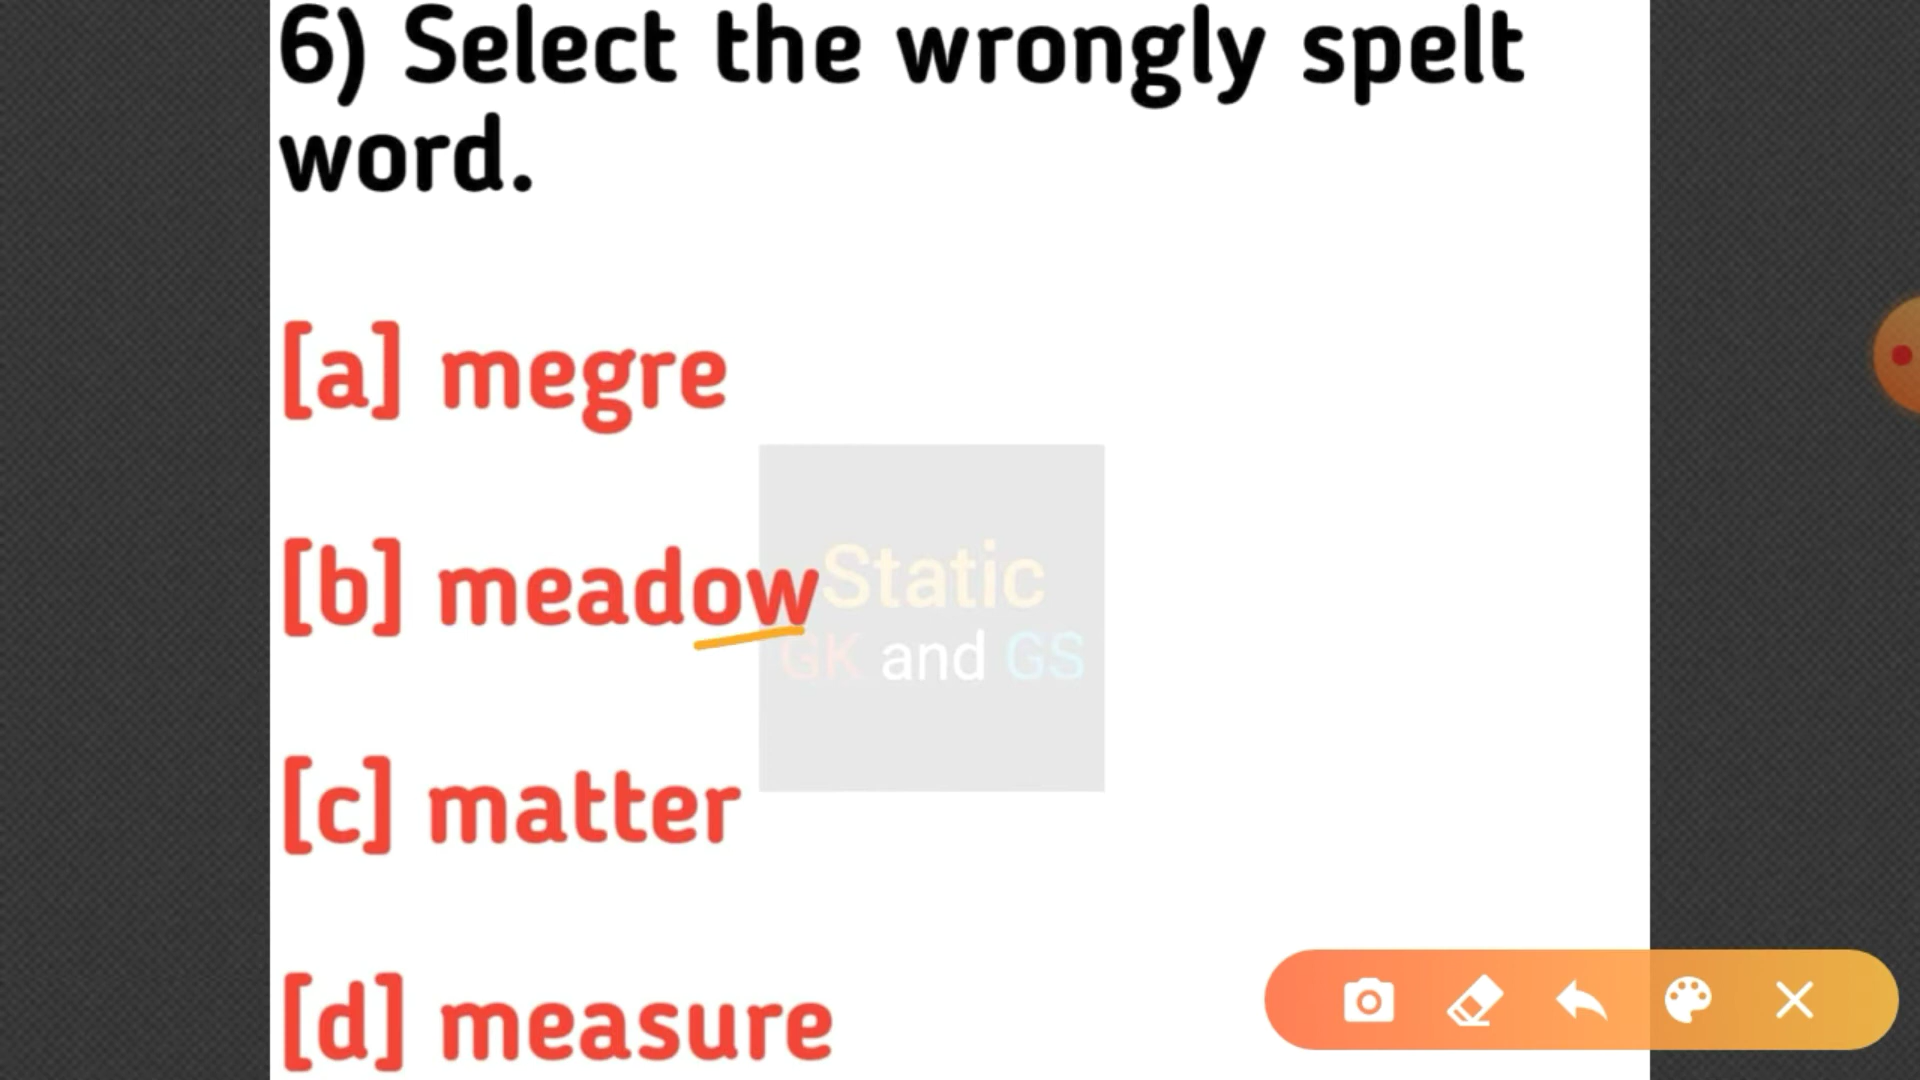 6) Select the wrongly spelt
word.
[a] megre
[b] meadow
Static
GK and GS
[c] matter
[d] measure